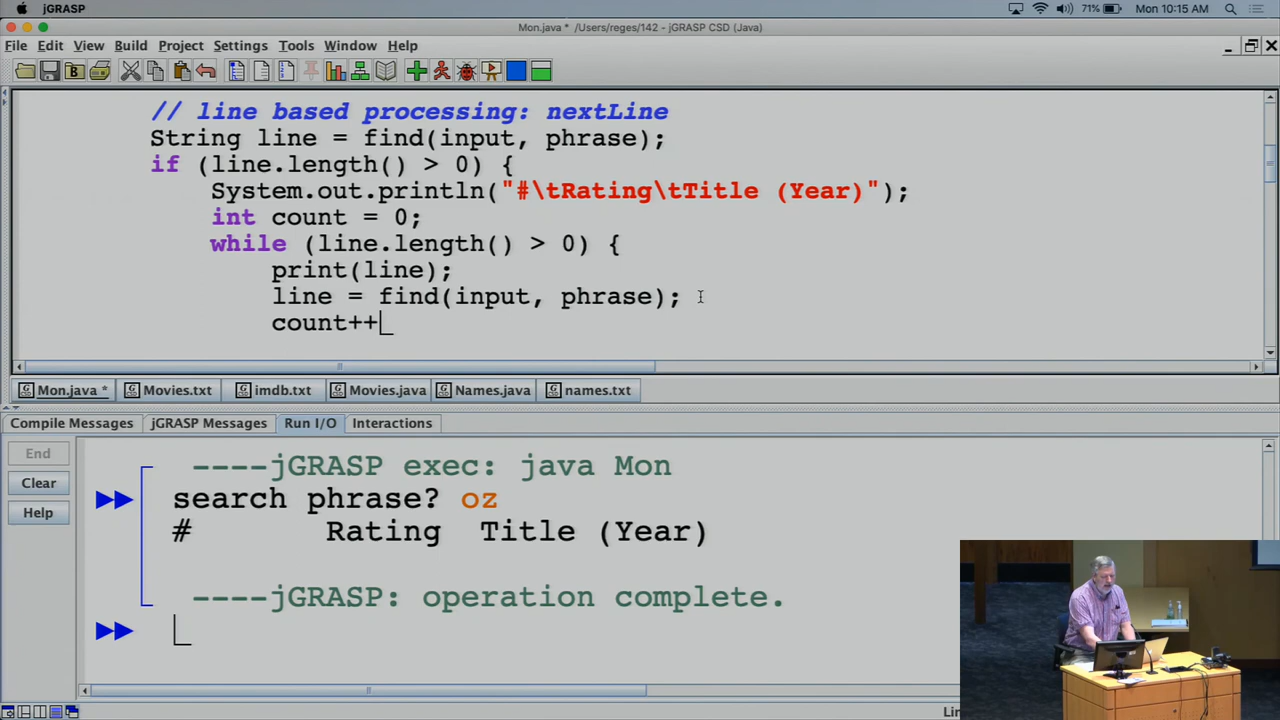 jGRASP
71%
Mon 10:15 AM
Mon.java * /Users/reges/142 - jGRASP CSD (Java)
File Edit View Build Project Settings Tools Window Help
// line based processing: nextLine
String line = find(input, phrase);
if (line.length() > 0) {
System.out.println("#\tRating\tTitle (Year)");
int count = 0;
while (line.length() > 0) {
print(line);
line = find(input, phrase);
count++
Mon.java * Movies.txt imdb.txt Movies.java Names.java names.txt
Compile Messages jGRASP Messages Run I/O Interactions
End
Clear
Help
----jGRASP exec: java Mon
search phrase? oz
# Rating Title (Year)
----jGRASP: operation complete.